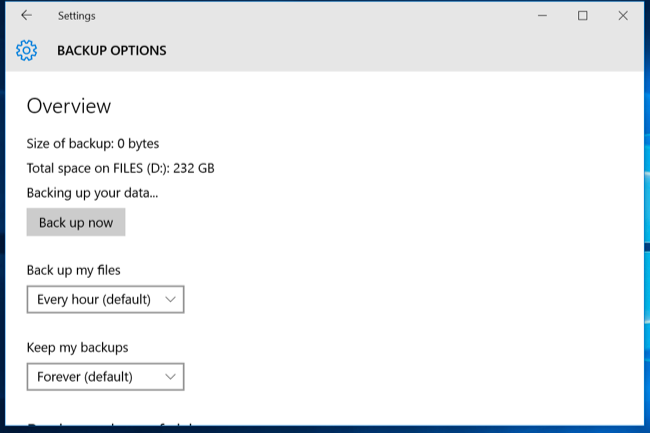 Settings
BACKUP OPTIONS
Overview
Size of backup: 0 bytes
Total space on FILES (D:): 232 GB
Backing up your data...
Back up now
Back up my files
Every hour (default)
Keep my backups
Forever (default)